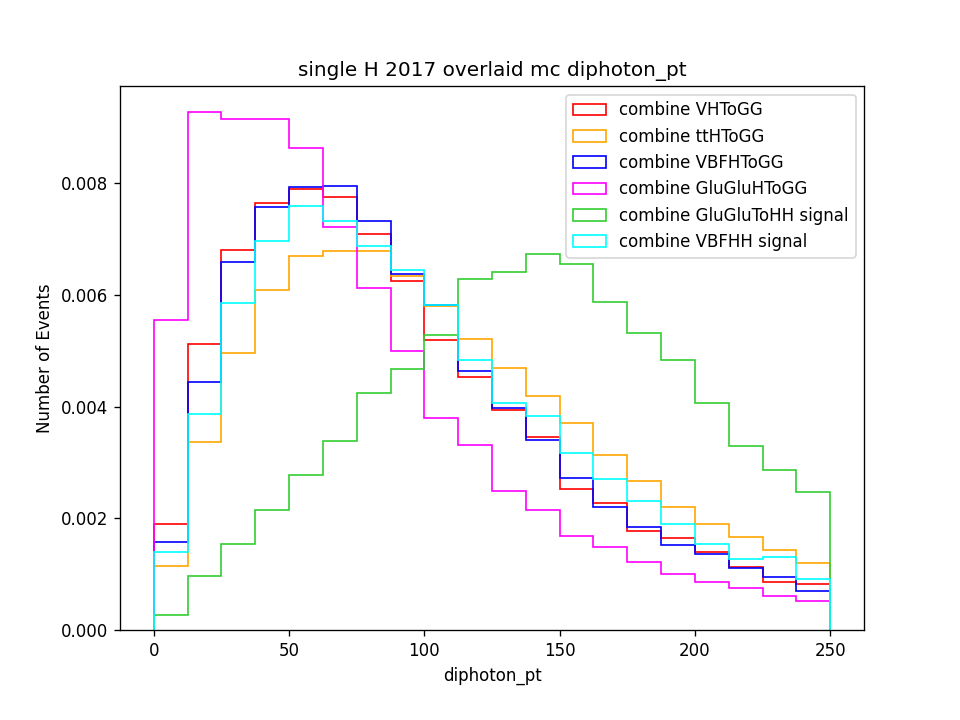 single H 2017 overlaid mc diphoton_pt
combine VHToGG
combine ttHToGG
combine VBFHToGG
combine GluGluHToGG
combine GluGluToHH signal
combine VBFHH signal
Number of Events
0.008
0.006
0.004
0.002
0.000
0 50 100 150 200 250
diphoton_pt